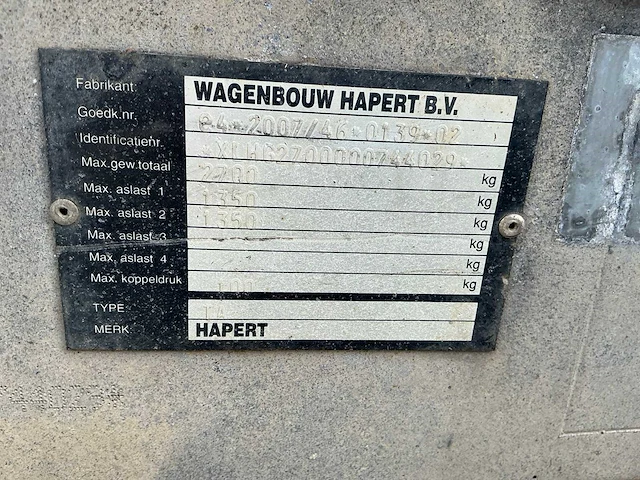 Fabrikant: WAGENBOUW HAPERT B.V.
Goedk.nr. e4*2007/46*0139*02
Identificatienr. *XLHG2700000744029*
Max.gew.totaal 2700 kg
Max. aslast 1 1350 kg
Max. aslast 2 1350 kg
Max. aslast 3 kg
Max. aslast 4 kg
Max. koppeldruk 100 kg
TYPE:
MERK: HAPERT